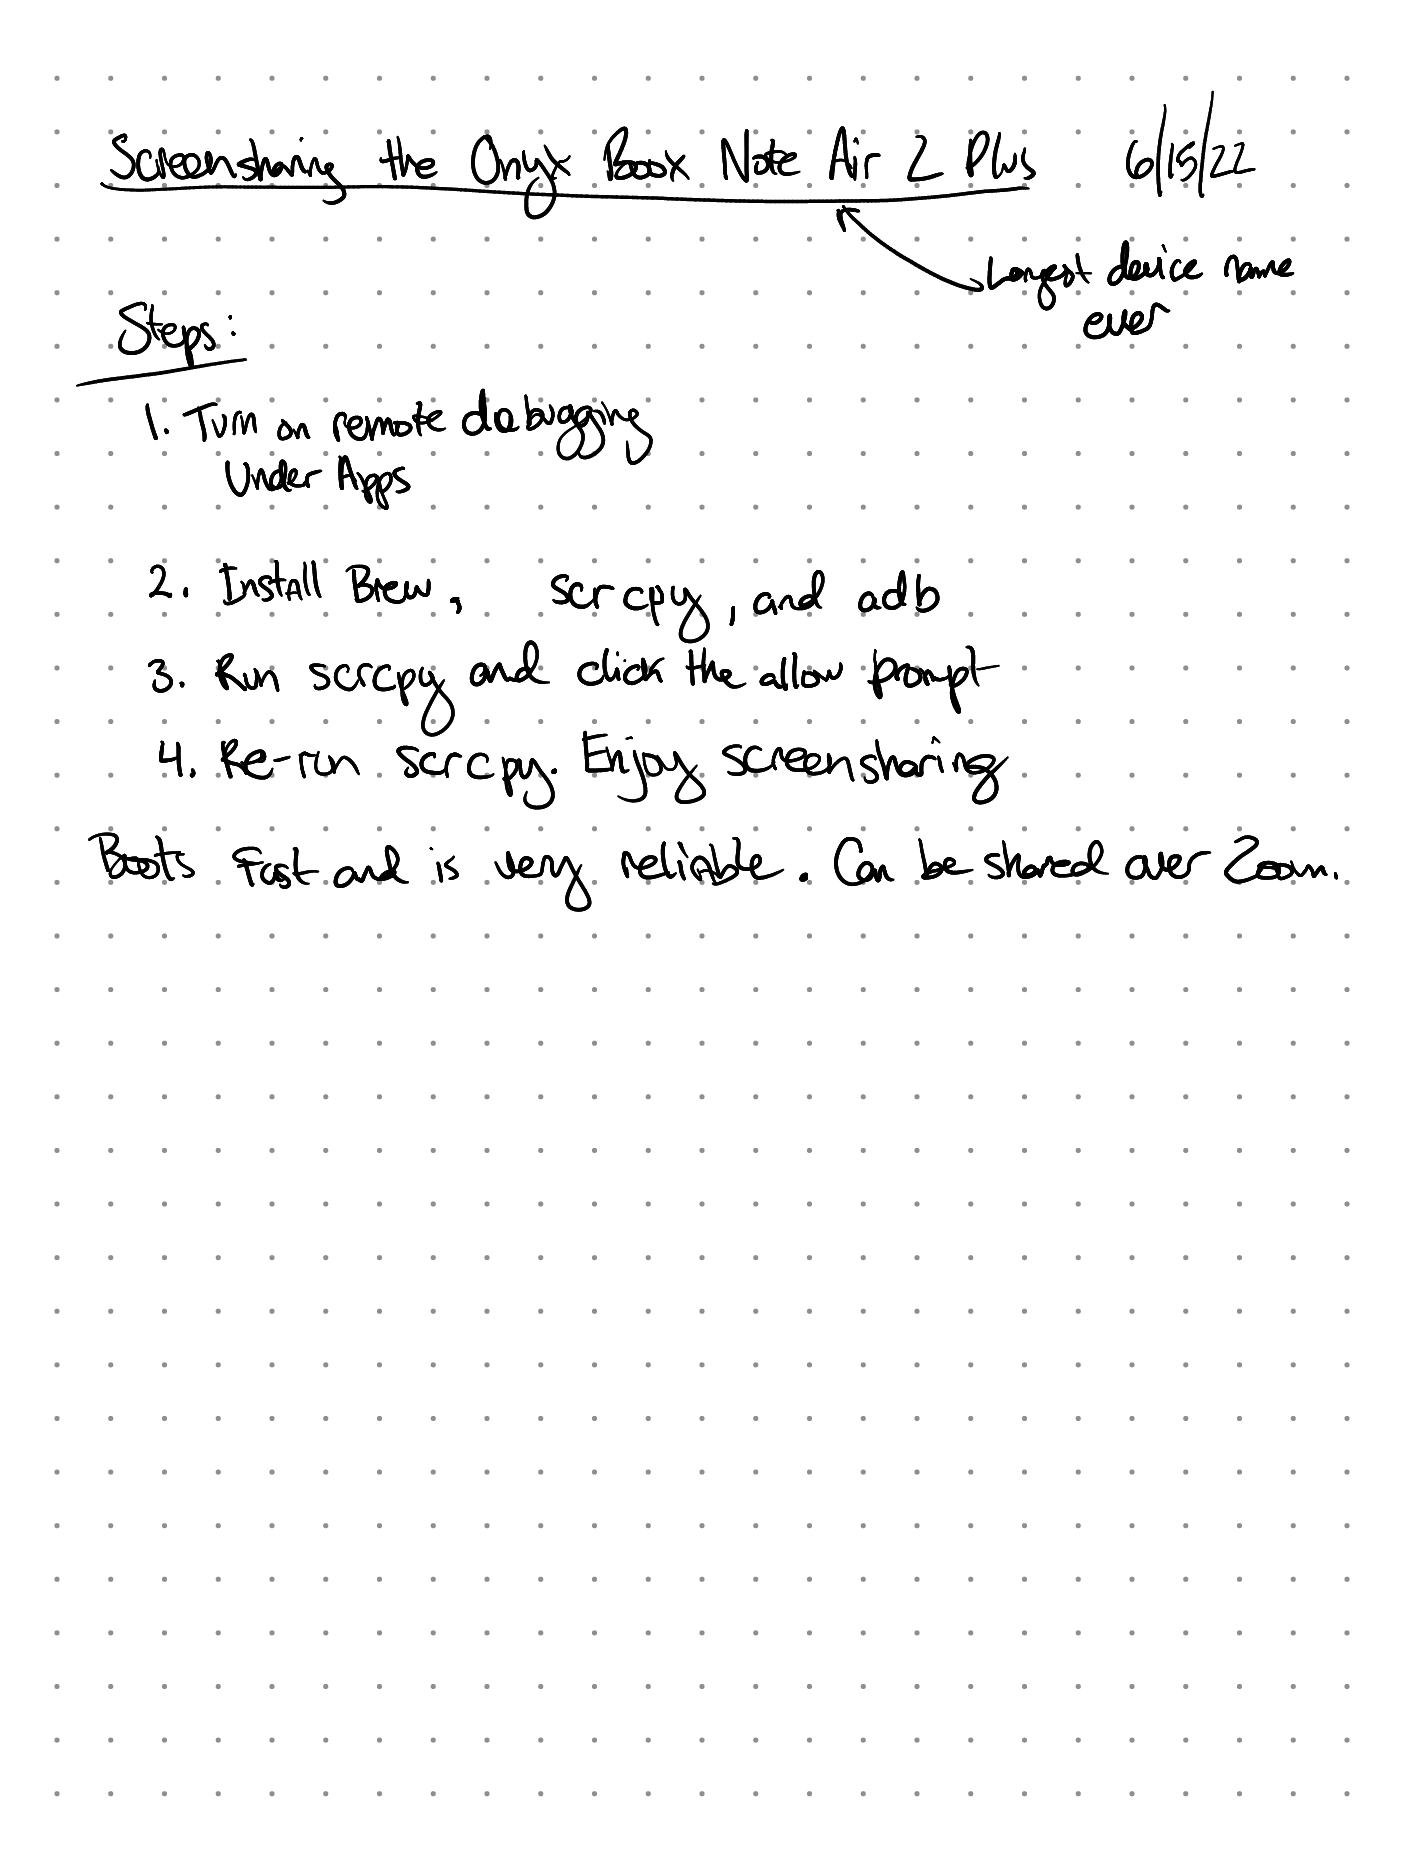 Screensharing the Onyx Boox Note Air 2 Plus 6/15/22
Longest device name
ever
Steps:
1. Turn on remote debugging
Under Apps
2. Install Brew, scrcpy, and adb
3. Run scrcpy and click the allow prompt
4. Re-run scrcpy. Enjoy screensharing
Boots fast and is very reliable. Can be shared over Zoom.